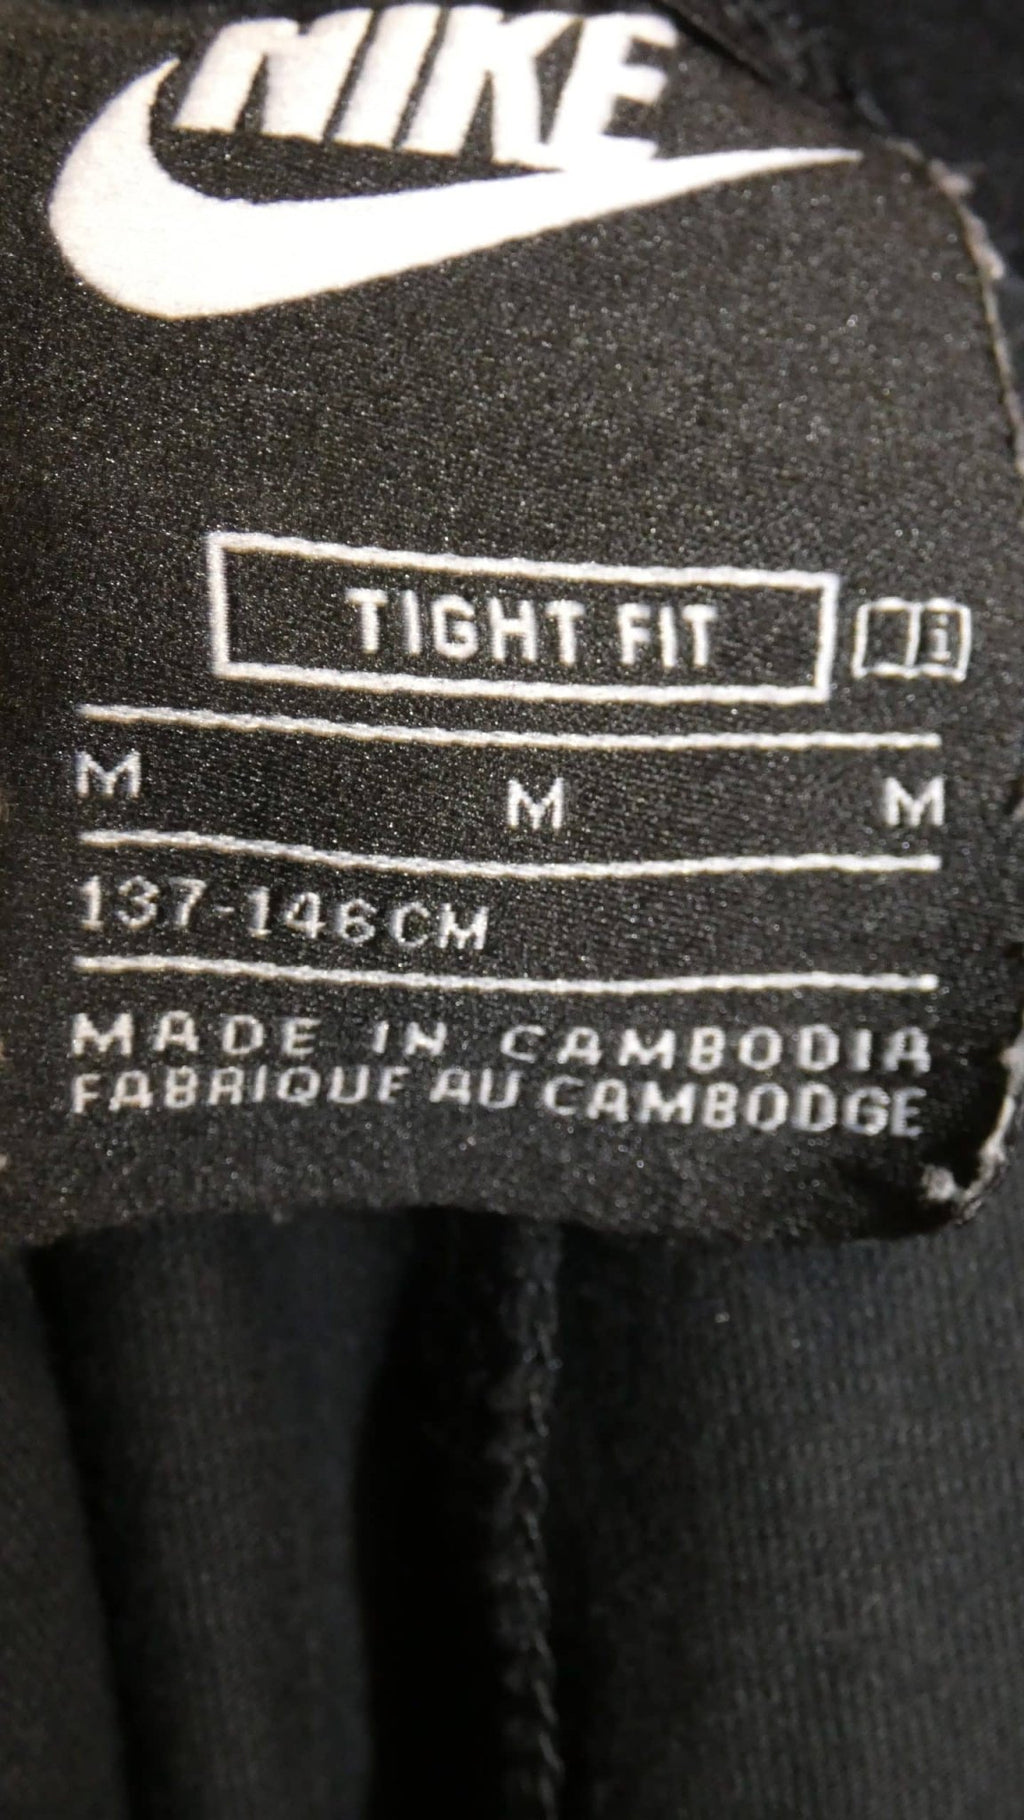 NIKE
TIGHT FIT
M M M
137-146CM
MADE IN CAMBODIA
FABRIQUE AU CAMBODGE